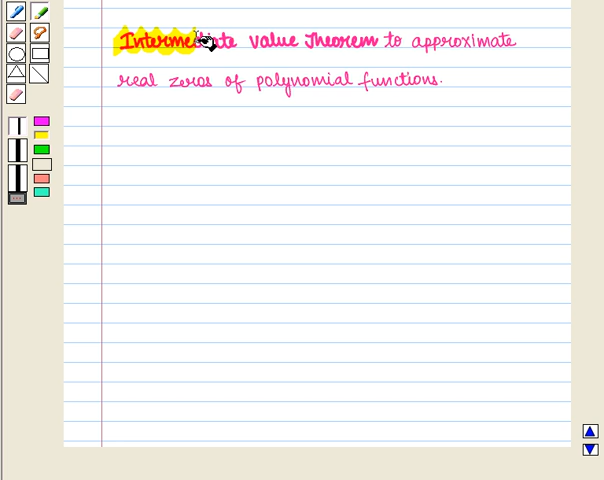 Intermediate value Theorem to approximate
real zeros of polynomial functions.